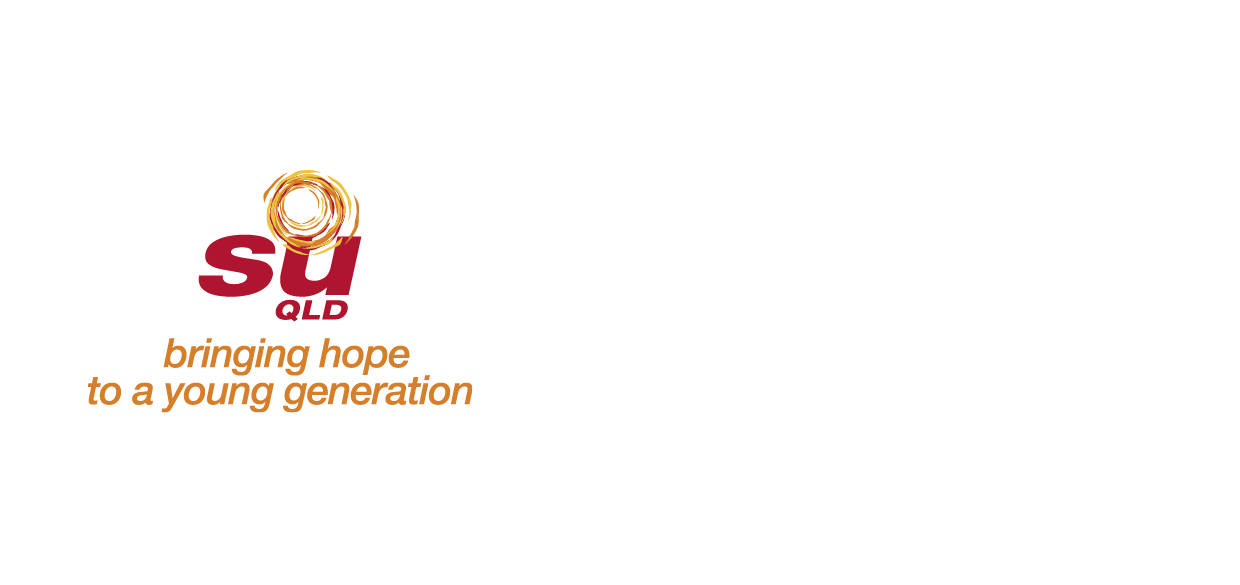 su
QLD
bringing hope
to a young generation